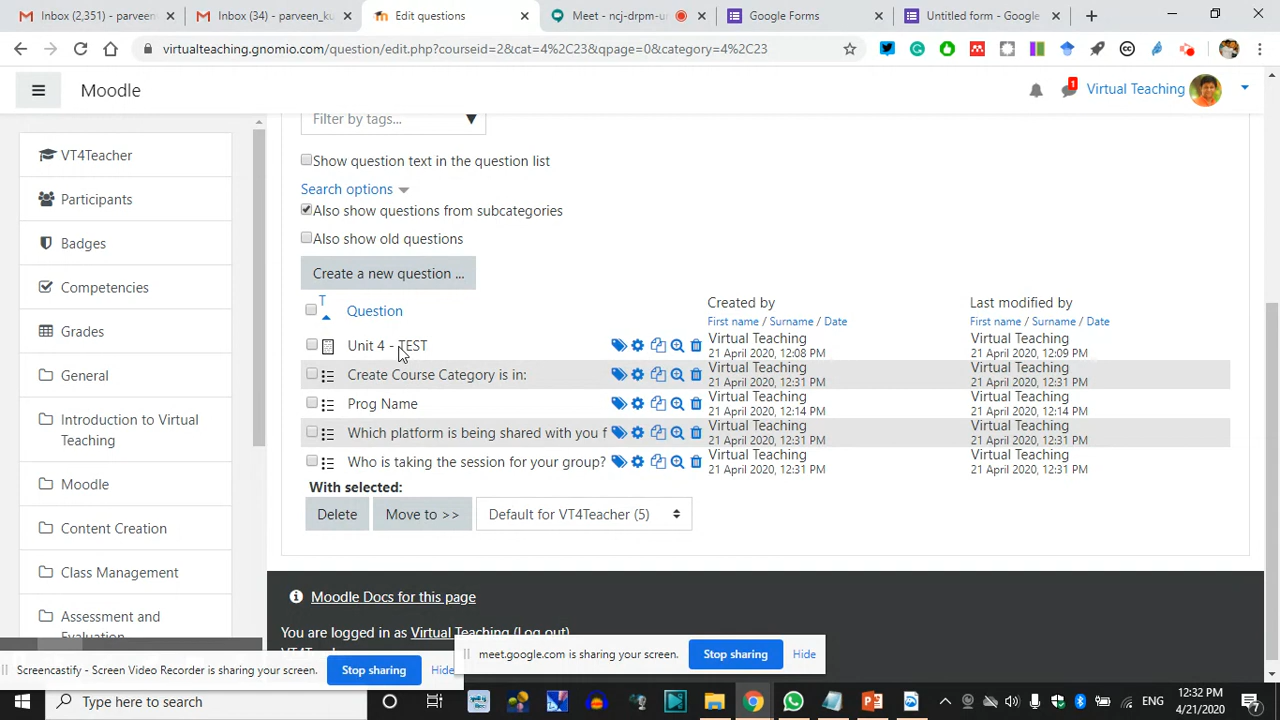 Inbox (2,351) - parveen
Inbox (34) - parveen_ku
Edit questions
Meet - ncj-drpm-u
Google Forms
Untitled form - Google
virtualteaching.gnomio.com/question/edit.php?courseid=2&cat=4%2C23&qpage=0&category=4%2C23
Moodle
1
Virtual Teaching
VT4Teacher
Participants
Badges
Competencies
Grades
General
Introduction to Virtual
Teaching
Moodle
Content Creation
Class Management
Assessment and
Evaluation
Filter by tags...
Show question text in the question list
Search options
Also show questions from subcategories
Also show old questions
Create a new question ...
T
Question
Created by
First name / Surname / Date
Last modified by
First name / Surname / Date
Unit 4 - TEST
Virtual Teaching
21 April 2020, 12:08 PM
Virtual Teaching
21 April 2020, 12:09 PM
Create Course Category is in:
Virtual Teaching
21 April 2020, 12:31 PM
Virtual Teaching
21 April 2020, 12:31 PM
Prog Name
Virtual Teaching
21 April 2020, 12:14 PM
Virtual Teaching
21 April 2020, 12:14 PM
Which platform is being shared with you f
Virtual Teaching
21 April 2020, 12:31 PM
Virtual Teaching
21 April 2020, 12:31 PM
Who is taking the session for your group?
Virtual Teaching
21 April 2020, 12:31 PM
Virtual Teaching
21 April 2020, 12:31 PM
With selected:
Delete
Move to >>
Default for VT4Teacher (5)
Moodle Docs for this page
You are logged in as Virtual Teaching (Log out)
meet.google.com is sharing your screen.
Stop sharing
Hide
Screencastify - Screen Video Recorder is sharing your screen.
Stop sharing
Hide
Type here to search
ENG
12:32 PM
4/21/2020
7